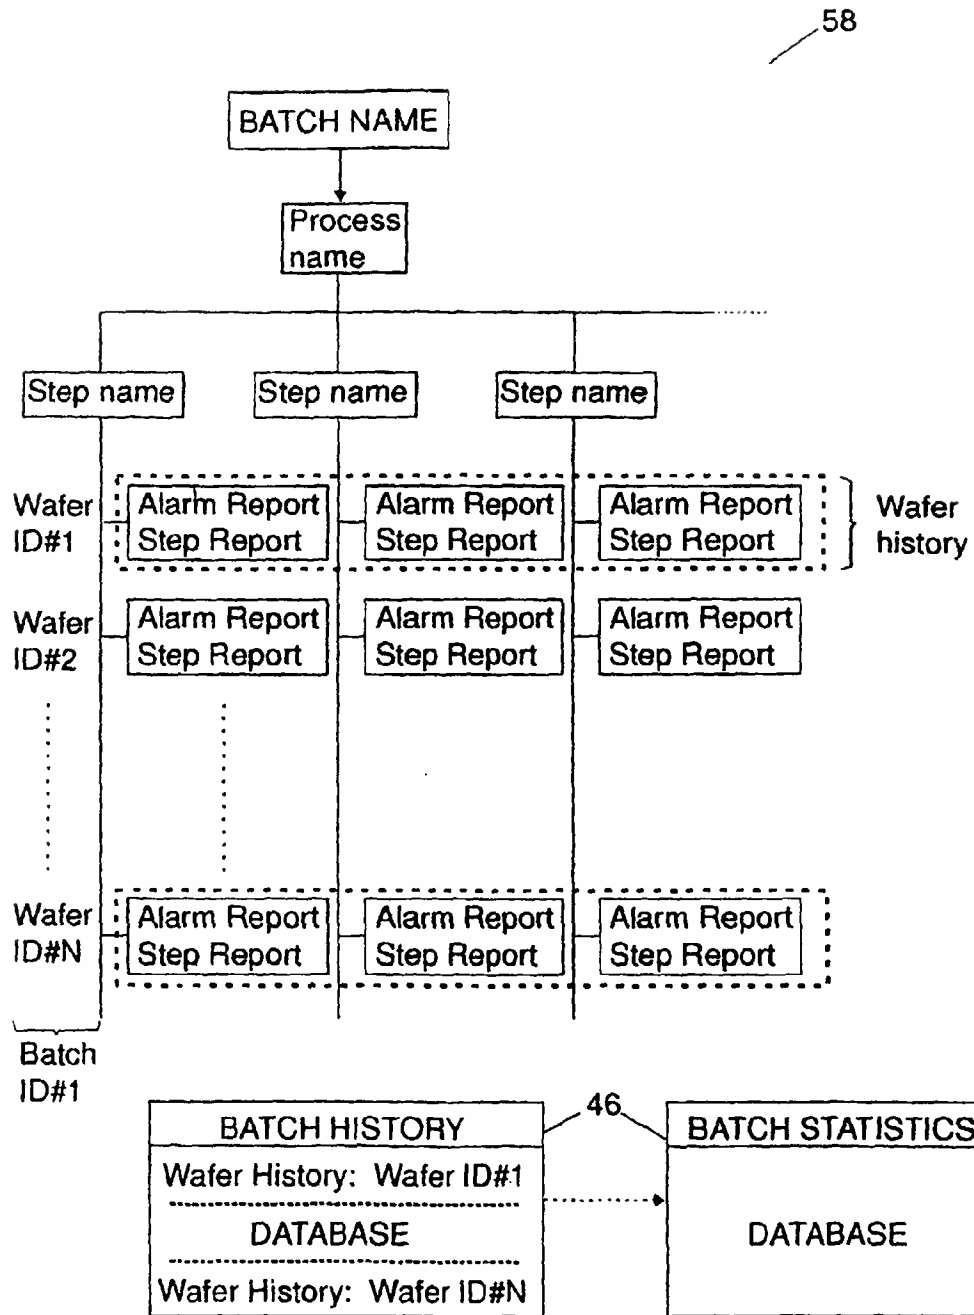 58
BATCH NAME
Process
name
Step name Step name Step name
Wafer
ID#1
Alarm Report
Step Report
Alarm Report
Step Report
Alarm Report
Step Report
Wafer
history
Wafer
ID#2
Alarm Report
Step Report
Alarm Report
Step Report
Alarm Report
Step Report
Wafer
ID#N
Alarm Report
Step Report
Alarm Report
Step Report
Alarm Report
Step Report
Batch
ID#1
46
BATCH HISTORY
Wafer History: Wafer ID#1
DATABASE
Wafer History: Wafer ID#N
BATCH STATISTICS
DATABASE